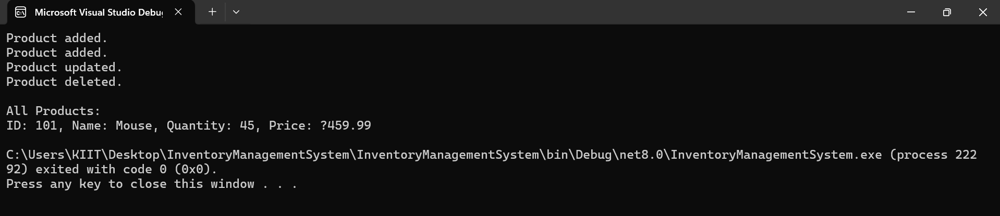 Microsoft Visual Studio Debu
Product added.
Product added.
Product updated.
Product deleted.
All Products:
ID: 101, Name: Mouse, Quantity: 45, Price: ?459.99
C:\Users\KIIT\Desktop\InventoryManagementSystem\InventoryManagementSystem\bin\Debug\net8.0\InventoryManagementSystem.exe (process 222
92) exited with code 0 (0x0).
Press any key to close this window . . .